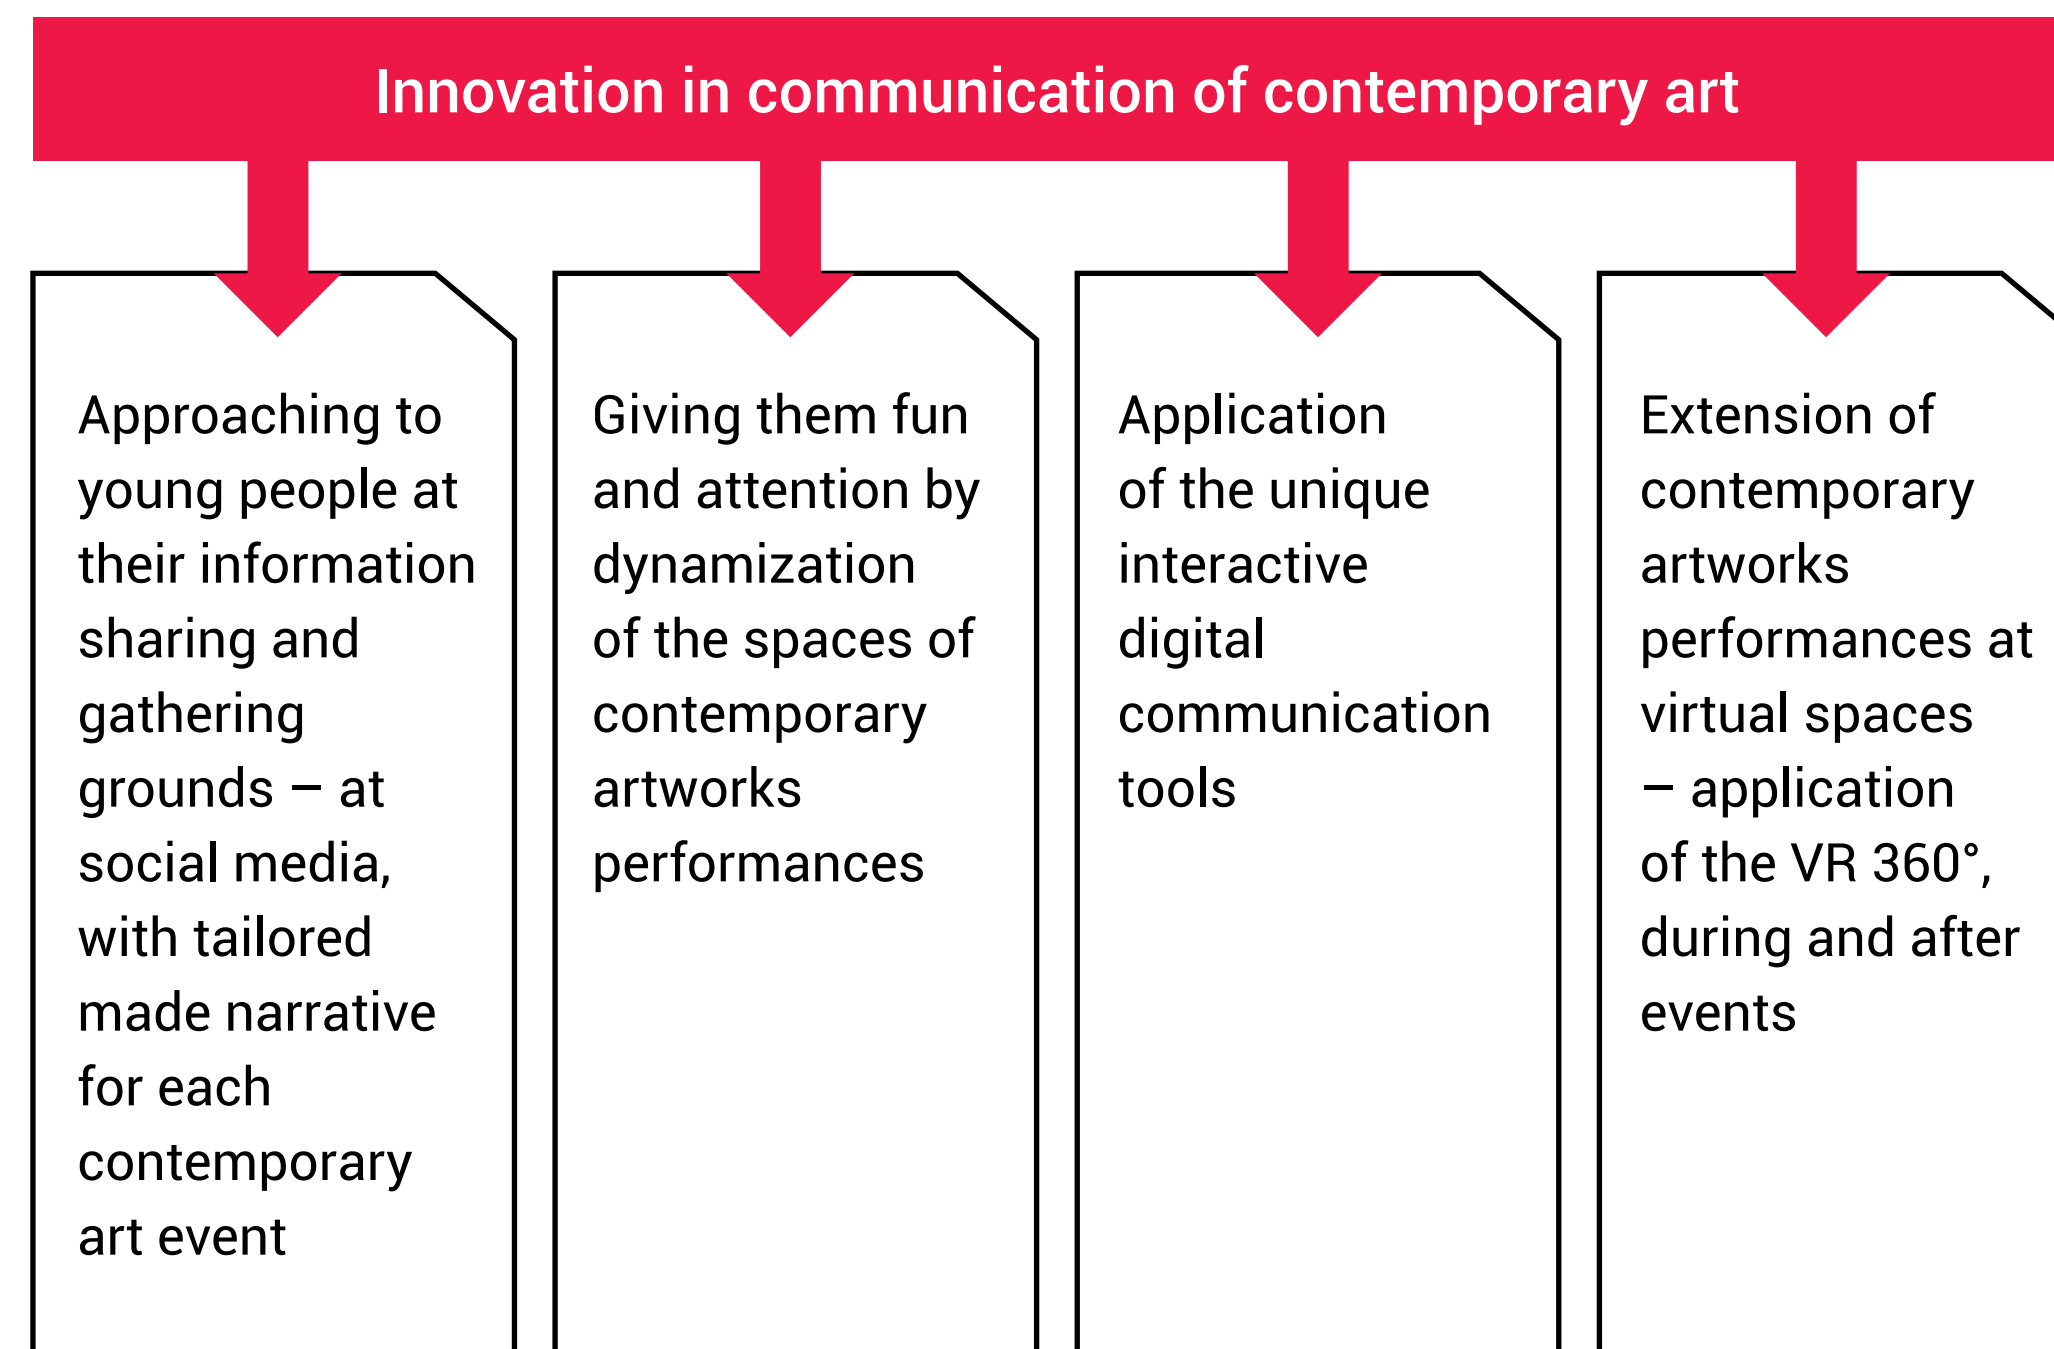 Innovation in communication of contemporary art
Approaching to
young people at
their information
sharing and
gathering
grounds – at
social media,
with tailored
made narrative
for each
contemporary
art event
Giving them fun
and attention by
dynamization
of the spaces of
contemporary
artworks
performances
Application
of the unique
interactive
digital
communication
tools
Extension of
contemporary
artworks
performances at
virtual spaces
– application
of the VR 360°,
during and after
events